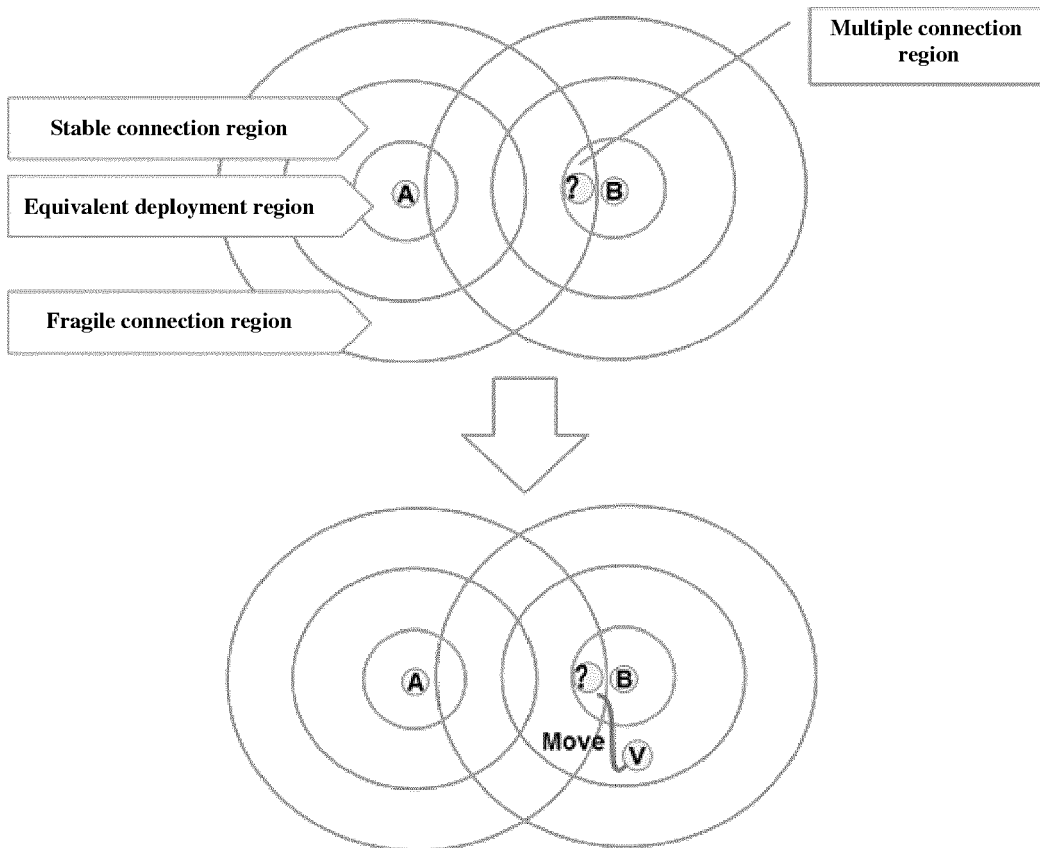 Multiple connection
region
Stable connection region
Equivalent deployment region
A
?
B
Fragile connection region
A
?
B
Move
V